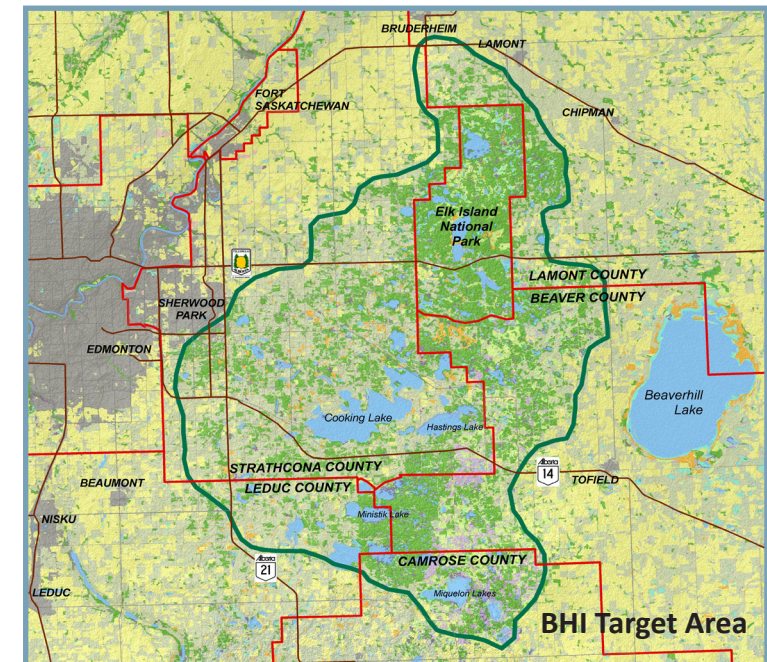 BRUDERHEIM
LAMONT
FORT
SASKATCHEWAN
CHIPMAN
Elk Island
National
Park
LAMONT COUNTY
BEAVER COUNTY
SHERWOOD
PARK
EDMONTON
Beaverhill
Lake
Cooking Lake
Hastings Lake
STRATHCONA COUNTY
LEDUC COUNTY
Alberta
14
TOFIELD
BEAUMONT
NISKU
Ministik Lake
CAMROSE COUNTY
Alberta
21
LEDUC
Miquelon Lakes
BHI Target Area